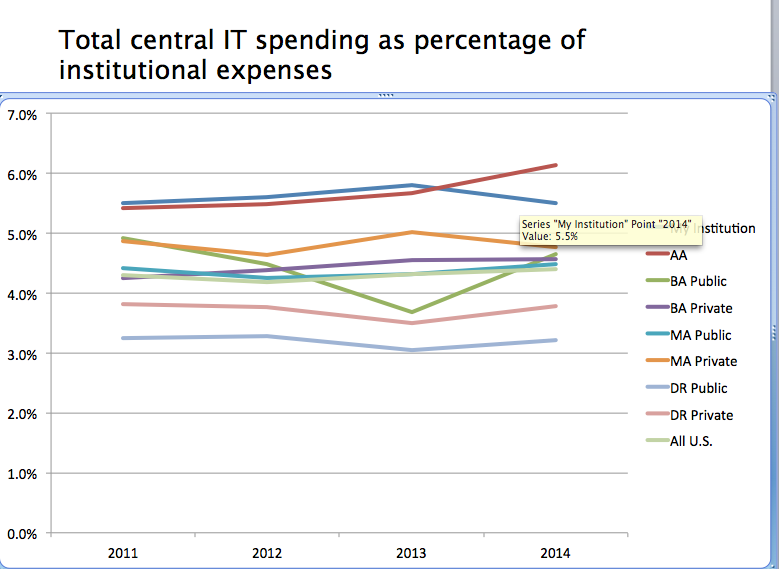 Total central IT spending as percentage of
institutional expenses
7.0%
6.0%
5.0%
4.0%
3.0%
2.0%
1.0%
0.0%
2011 2012 2013 2014
Series "My Institution" Point "2014"
Value: 5.5%
My Institution
AA
BA Public
BA Private
MA Public
MA Private
DR Public
DR Private
All U.S.